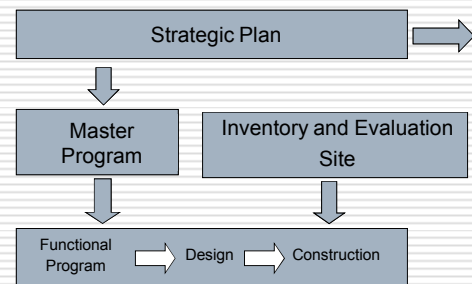 Strategic Plan
Master
Program
Inventory and Evaluation
Site
Functional
Program
Design
Construction